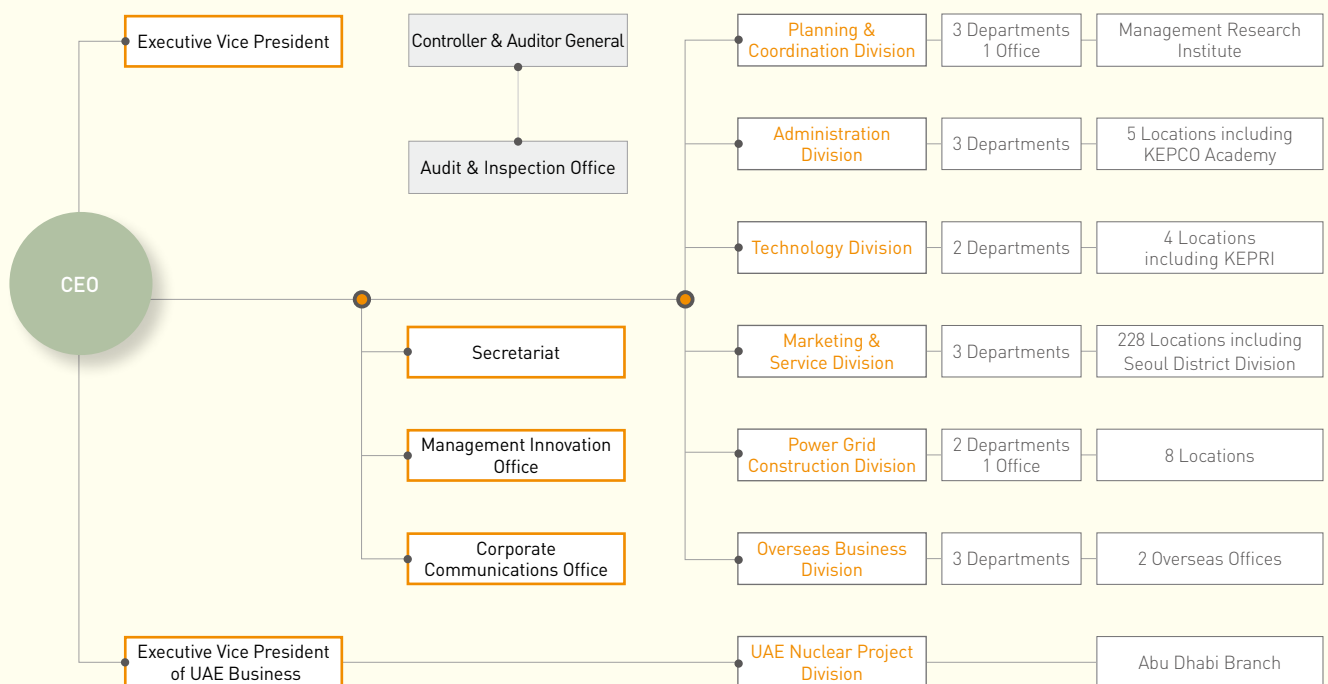 Executive Vice President
Controller & Auditor General
Planning &
Coordination Division
3 Departments
1 Office
Management Research
Institute
Audit & Inspection Office
Administration
Division
3 Departments
5 Locations including
KEPCO Academy
CEO
Technology Division
2 Departments
4 Locations
including KEPRI
Secretariat
Marketing &
Service Division
3 Departments
228 Locations including
Seoul District Division
Management Innovation
Office
Power Grid
Construction Division
2 Departments
1 Office
8 Locations
Corporate
Communications Office
Overseas Business
Division
3 Departments
2 Overseas Offices
Executive Vice President
of UAE Business
UAE Nuclear Project
Division
Abu Dhabi Branch